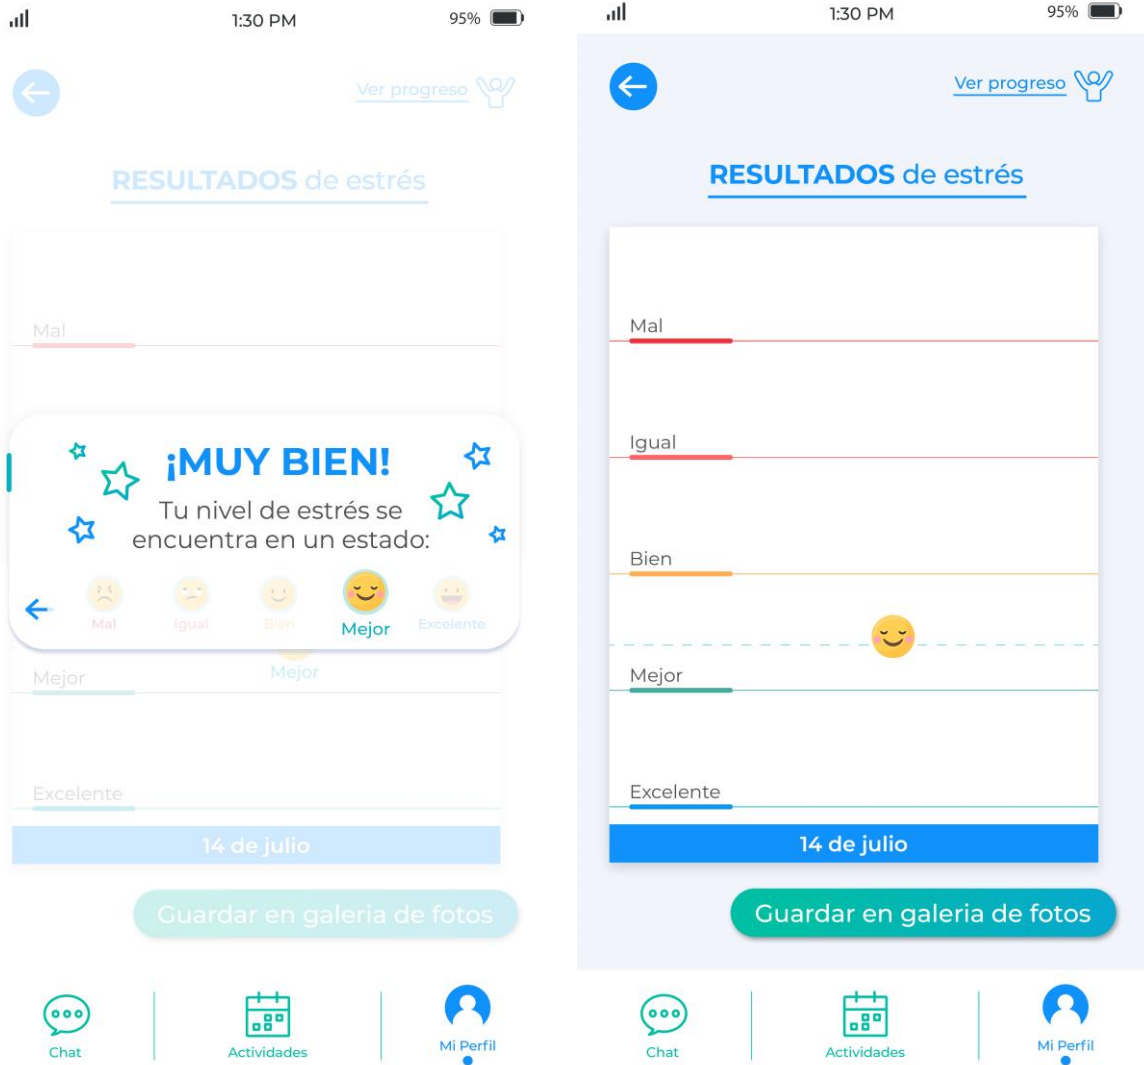 1:30 PM
95%
Ver progreso
RESULTADOS de estrés
Mal
¡MUY BIEN!
Tu nivel de estrés se
encuentra en un estado:
Mal
Igual
Bien
Mejor
Excelente
Mejor
Mejor
Excelente
14 de julio
Guardar en galeria de fotos
Chat
Actividades
Mi Perfil
1:30 PM
95%
Ver progreso
RESULTADOS de estrés
Mal
Igual
Bien
Mejor
Excelente
14 de julio
Guardar en galeria de fotos
Chat
Actividades
Mi Perfil